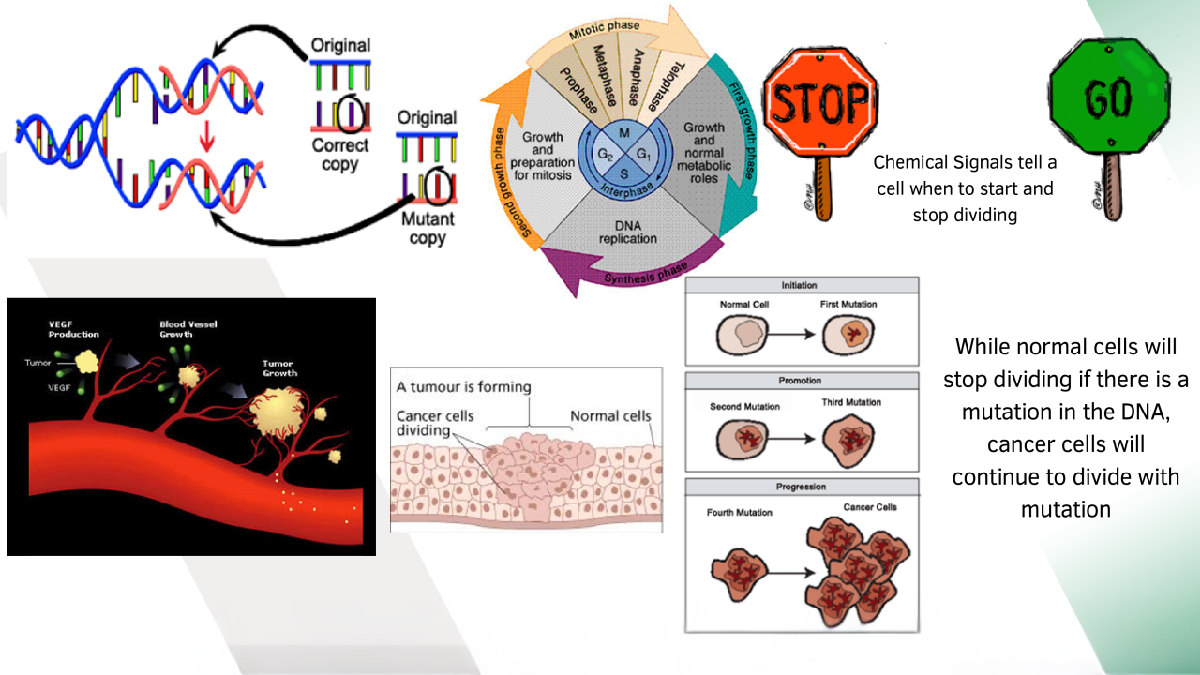 Original
Correct
copy
Original
Mutant
copy
Mitotic phase
Prophase
Metaphase
Anaphase
Telophase
First growth phase
Second growth phase
Synthesis phase
Growth
and
preparation
for mitosis
Growth
and
normal
metabolic
roles
DNA
replication
M
G2
G1
S
Interphase
STOP
Chemical Signals tell a
cell when to start and
stop dividing
GO
VEGF
Production
Blood Vessel
Growth
Tumor
Growth
Tumor
VEGF
A tumour is forming
Cancer cells
dividing
Normal cells
Initiation
Normal Cell
First Mutation
Promotion
Second Mutation
Third Mutation
Progression
Fourth Mutation
Cancer Cells
While normal cells will
stop dividing if there is a
mutation in the DNA,
cancer cells will
continue to divide with
mutation